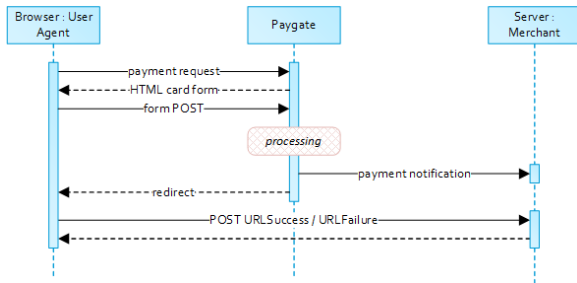 Browser : User
Agent
Paygate
Server :
Merchant
payment request
HTML card form
form POST
processing
payment notification
redirect
POST URLSuccess / URLFailure